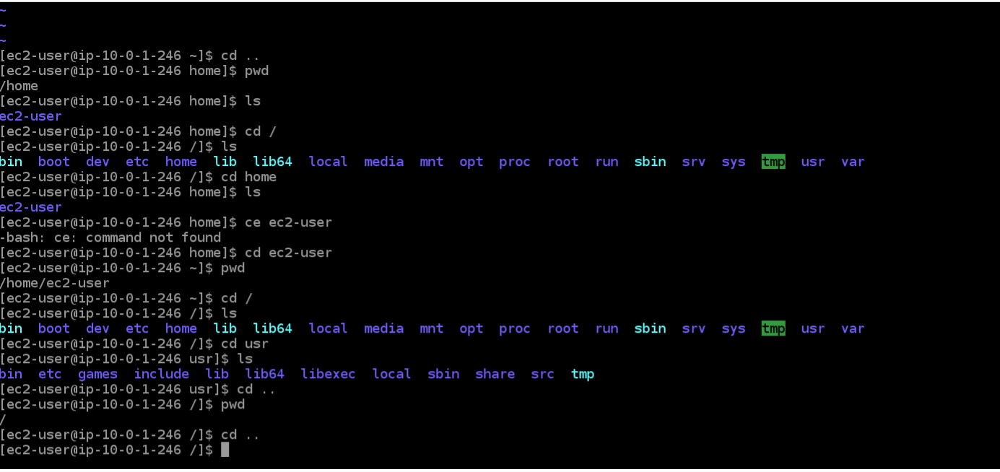 ~
~
~
[ec2-user@ip-10-0-1-246 ~]$ cd ..
[ec2-user@ip-10-0-1-246 home]$ pwd
/home
[ec2-user@ip-10-0-1-246 home]$ ls
ec2-user
[ec2-user@ip-10-0-1-246 home]$ cd /
[ec2-user@ip-10-0-1-246 /]$ ls
bin  boot  dev  etc  home  lib  lib64  local  media  mnt  opt  proc  root  run  sbin  srv  sys  tmp  usr  var
[ec2-user@ip-10-0-1-246 /]$ cd home
[ec2-user@ip-10-0-1-246 home]$ ls
ec2-user
[ec2-user@ip-10-0-1-246 home]$ ce ec2-user
-bash: ce: command not found
[ec2-user@ip-10-0-1-246 home]$ cd ec2-user
[ec2-user@ip-10-0-1-246 ~]$ pwd
/home/ec2-user
[ec2-user@ip-10-0-1-246 ~]$ cd /
[ec2-user@ip-10-0-1-246 /]$ ls
bin  boot  dev  etc  home  lib  lib64  local  media  mnt  opt  proc  root  run  sbin  srv  sys  tmp  usr  var
[ec2-user@ip-10-0-1-246 /]$ cd usr
[ec2-user@ip-10-0-1-246 usr]$ ls
bin  etc  games  include  lib  lib64  libexec  local  sbin  share  src  tmp
[ec2-user@ip-10-0-1-246 usr]$ cd ..
[ec2-user@ip-10-0-1-246 /]$ pwd
/
[ec2-user@ip-10-0-1-246 /]$ cd ..
[ec2-user@ip-10-0-1-246 /]$